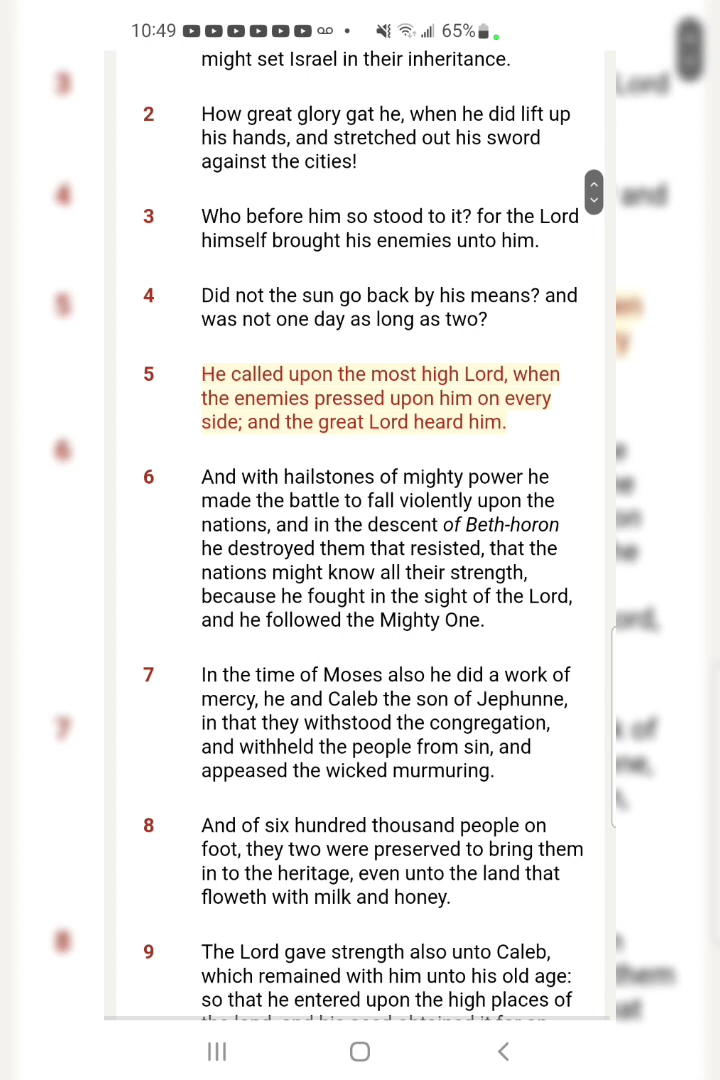 10:49
65%
might set Israel in their inheritance.
2 How great glory gat he, when he did lift up
his hands, and stretched out his sword
against the cities!
3 Who before him so stood to it? for the Lord
himself brought his enemies unto him.
4 Did not the sun go back by his means? and
was not one day as long as two?
5 He called upon the most high Lord, when
the enemies pressed upon him on every
side; and the great Lord heard him.
6 And with hailstones of mighty power he
made the battle to fall violently upon the
nations, and in the descent of Beth-horon
he destroyed them that resisted, that the
nations might know all their strength,
because he fought in the sight of the Lord,
and he followed the Mighty One.
7 In the time of Moses also he did a work of
mercy, he and Caleb the son of Jephunne,
in that they withstood the congregation,
and withheld the people from sin, and
appeased the wicked murmuring.
8 And of six hundred thousand people on
foot, they two were preserved to bring them
in to the heritage, even unto the land that
floweth with milk and honey.
9 The Lord gave strength also unto Caleb,
which remained with him unto his old age:
so that he entered upon the high places of